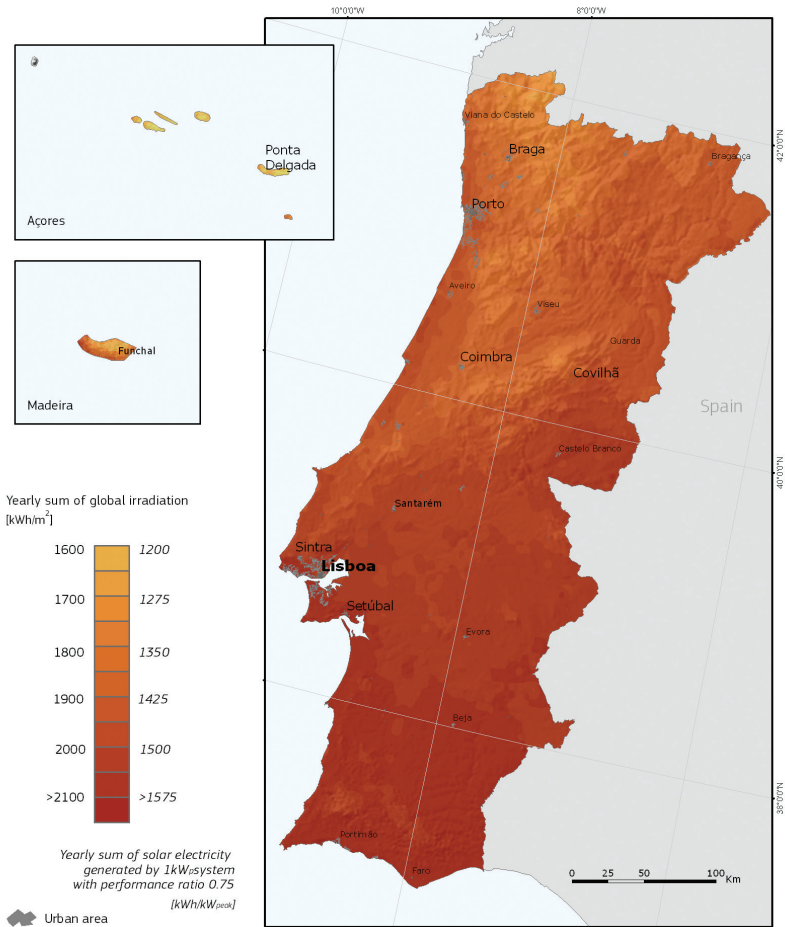 10°0'0"W
8°0'0"W
Viana do Castelo
Braga
Bragança
42°0'0"N
Ponta
Delgada
Porto
Açores
Aveiro
Viseu
Guarda
Coimbra
Covilhã
Funchal
Madeira
Spain
Castelo Branco
40°0'0"N
Santarém
Yearly sum of global irradiation
[kWh/m²]
1600 1200
1700 1275
1800 1350
1900 1425
2000 1500
>2100 >1575
Sintra
Lisboa
Setúbal
Evora
Beja
38°0'0"N
Portimão
Faro
Yearly sum of solar electricity
generated by 1kWpsystem
with performance ratio 0.75
[kWh/kWpeak]
Urban area
0 25 50 100
Km